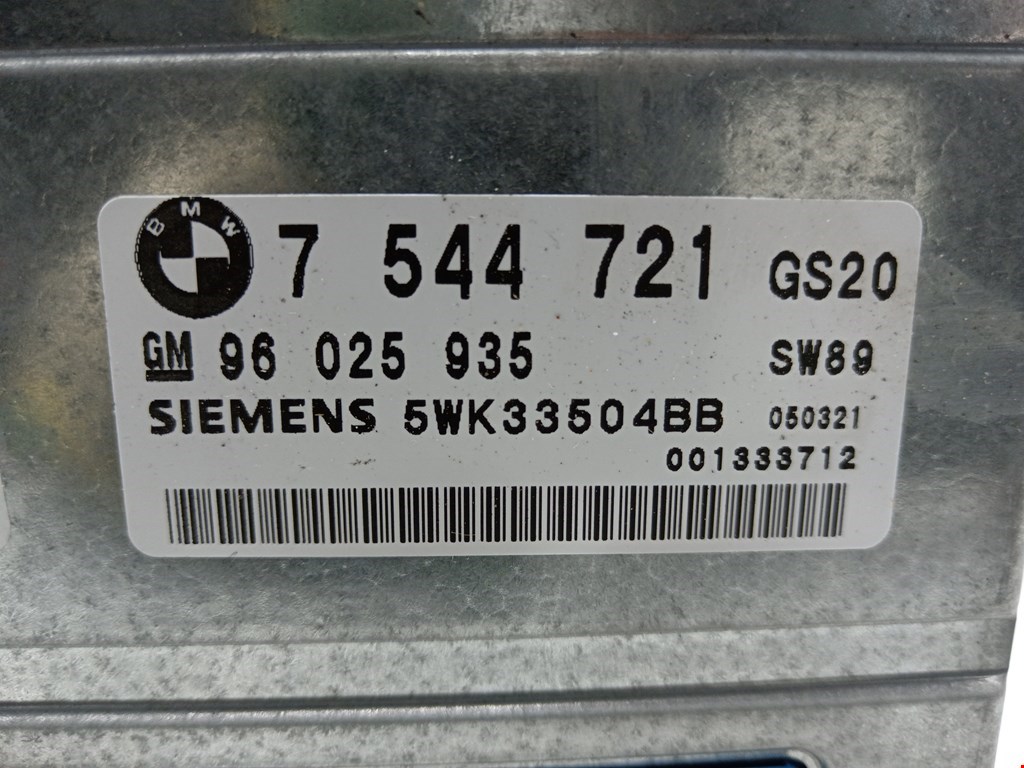 BMW 7 544 721 GS20
GM 96 025 935 SW89
SIEMENS 5WK33504BB 050321
001333712